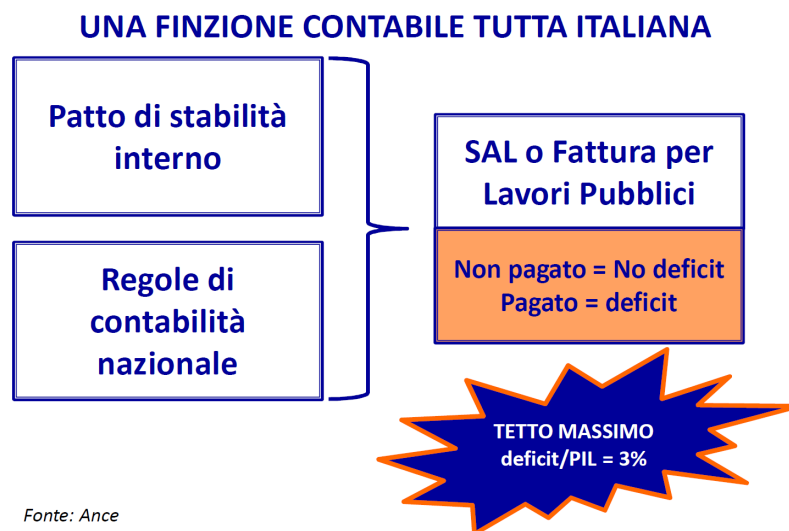 UNA FINZIONE CONTABILE TUTTA ITALIANA
Patto di stabilità
interno
Regole di
contabilità
nazionale
SAL o Fattura per
Lavori Pubblici
Non pagato = No deficit
Pagato = deficit
TETTO MASSIMO
deficit/PIL = 3%
Fonte: Ance